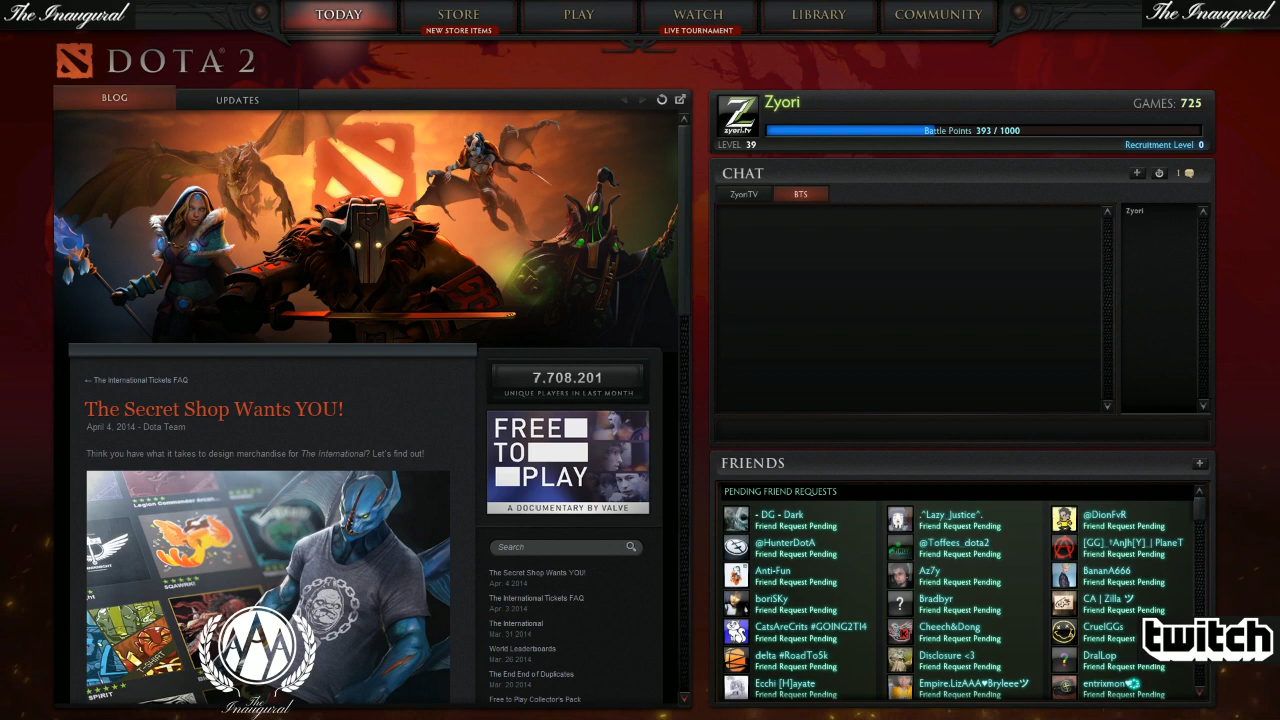 The Inaugural
TODAY
STORE
PLAY
WATCH
LIBRARY
COMMUNITY
The Inaugural
NEW STORE ITEMS
LIVE TOURNAMENT
DOTA 2
BLOG
UPDATES
← The International Tickets FAQ
The Secret Shop Wants YOU!
April 4, 2014 - Dota Team
Think you have what it takes to design merchandise for The International? Let's find out!
Legion Commander
SQAWRK!
T-SHIRT
SPIRIT
AAA
The
Inaugural
7,708,201
UNIQUE PLAYERS IN LAST MONTH
FREE
TO
PLAY
A DOCUMENTARY BY VALVE
Search
The Secret Shop Wants YOU!
Apr. 4 2014
The International Tickets FAQ
Apr. 3 2014
The International
Mar. 31 2014
World Leaderboards
Mar. 26 2014
The End of Duplicates
Mar. 20 2014
Free to Play Collector's Pack
Z
zyori.tv
Zyori
GAMES: 725
Battle Points 393 / 1000
LEVEL 39
Recruitment Level 0
CHAT
1
ZyoriTV
BTS
Zyori
FRIENDS
PENDING FRIEND REQUESTS
- DG - Dark
Friend Request Pending
.^Lazy_Justice^.
Friend Request Pending
@DionFvR
Friend Request Pending
@HunterDotA
Friend Request Pending
@Toffees_dota2
Friend Request Pending
[GG]_†AnJh[Y]_| PlaneT
Friend Request Pending
Anti-Fun
Friend Request Pending
Az7y
Friend Request Pending
BananA666
Friend Request Pending
boriSKy
Friend Request Pending
Bradbyr
Friend Request Pending
CA | Zilla ツ
Friend Request Pending
CatsAreCrits #GOING2TI4
Friend Request Pending
Cheech&Dong
Friend Request Pending
CruelGGs
Friend Request
delta #RoadTo5k
Friend Request Pending
Disclosure <3
Friend Request Pending
DralLop
Friend Request Pending
Ecchi [H]ayate
Friend Request Pending
Empire.LizAAA♥Bryleeeツ
Friend Request Pending
entrixmon
Friend Request Pending
twitch